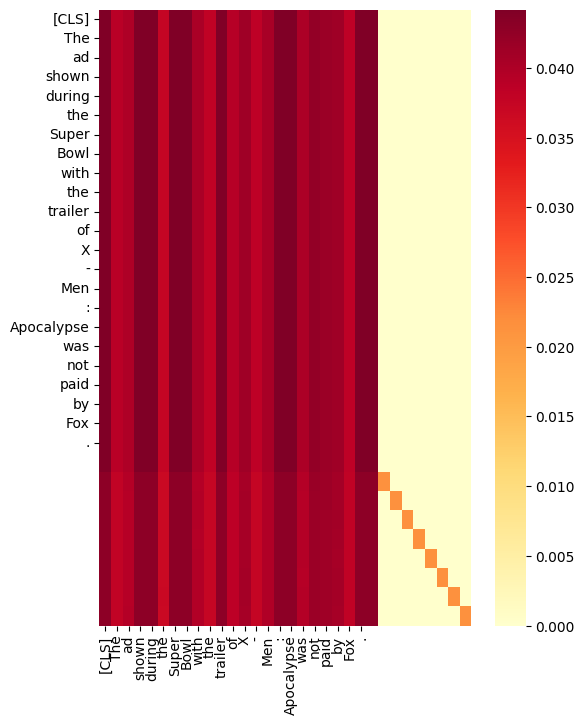 [CLS]
The
ad
shown
during
the
Super
Bowl
with
the
trailer
of
X
-
Men
:
Apocalypse
was
not
paid
by
Fox
.
0.040
0.035
0.030
0.025
0.020
0.015
0.010
0.005
0.000
[CLS]
The
ad
shown
during
the
Super
Bowl
with
the
trailer
of
X
-
Men
:
Apocalypse
was
not
paid
by
Fox
.